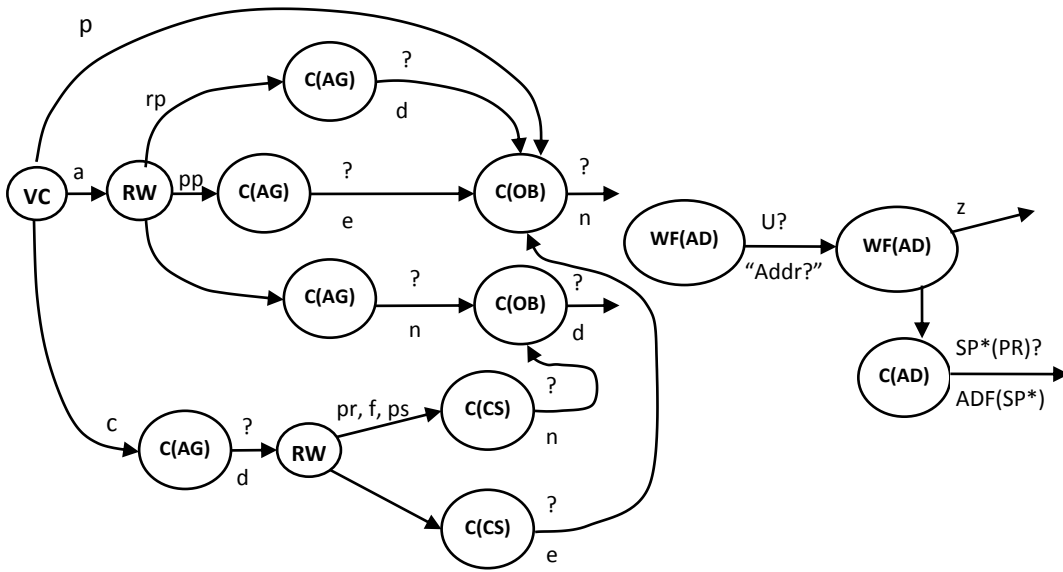 p
C(AG)
?
d
rp
VC
a
RW
pp
C(AG)
?
e
C(OB)
?
n
WF(AD)
U?
“Addr?”
WF(AD)
z
C(AG)
?
n
C(OB)
?
d
C(AD)
SP*(PR)?
ADF(SP*)
c
C(AG)
?
d
RW
pr, f, ps
C(CS)
?
n
C(CS)
?
e